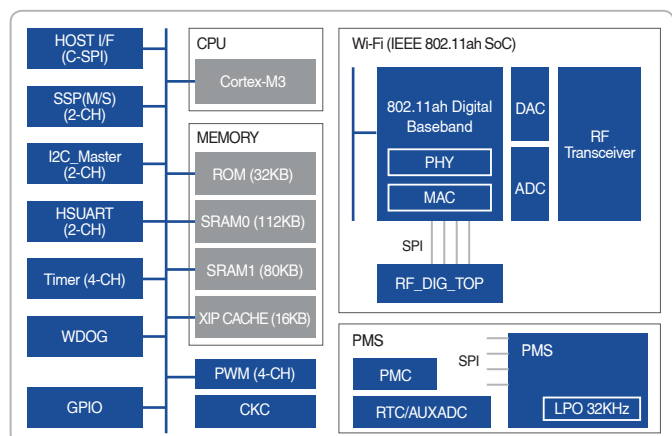 HOST I/F
(C-SPI)
SSP(M/S)
(2-CH)
I2C_Master
(2-CH)
HSUART
(2-CH)
Timer (4-CH)
WDOG
GPIO
CPU
Cortex-M3
MEMORY
ROM (32KB)
SRAM0 (112KB)
SRAM1 (80KB)
XIP CACHE (16KB)
PWM (4-CH)
CKC
Wi-Fi (IEEE 802.11ah SoC)
802.11ah Digital
Baseband
PHY
MAC
DAC
ADC
RF
Transceiver
SPI
RF_DIG_TOP
PMS
PMC
RTC/AUXADC
SPI
PMS
LPO 32KHz